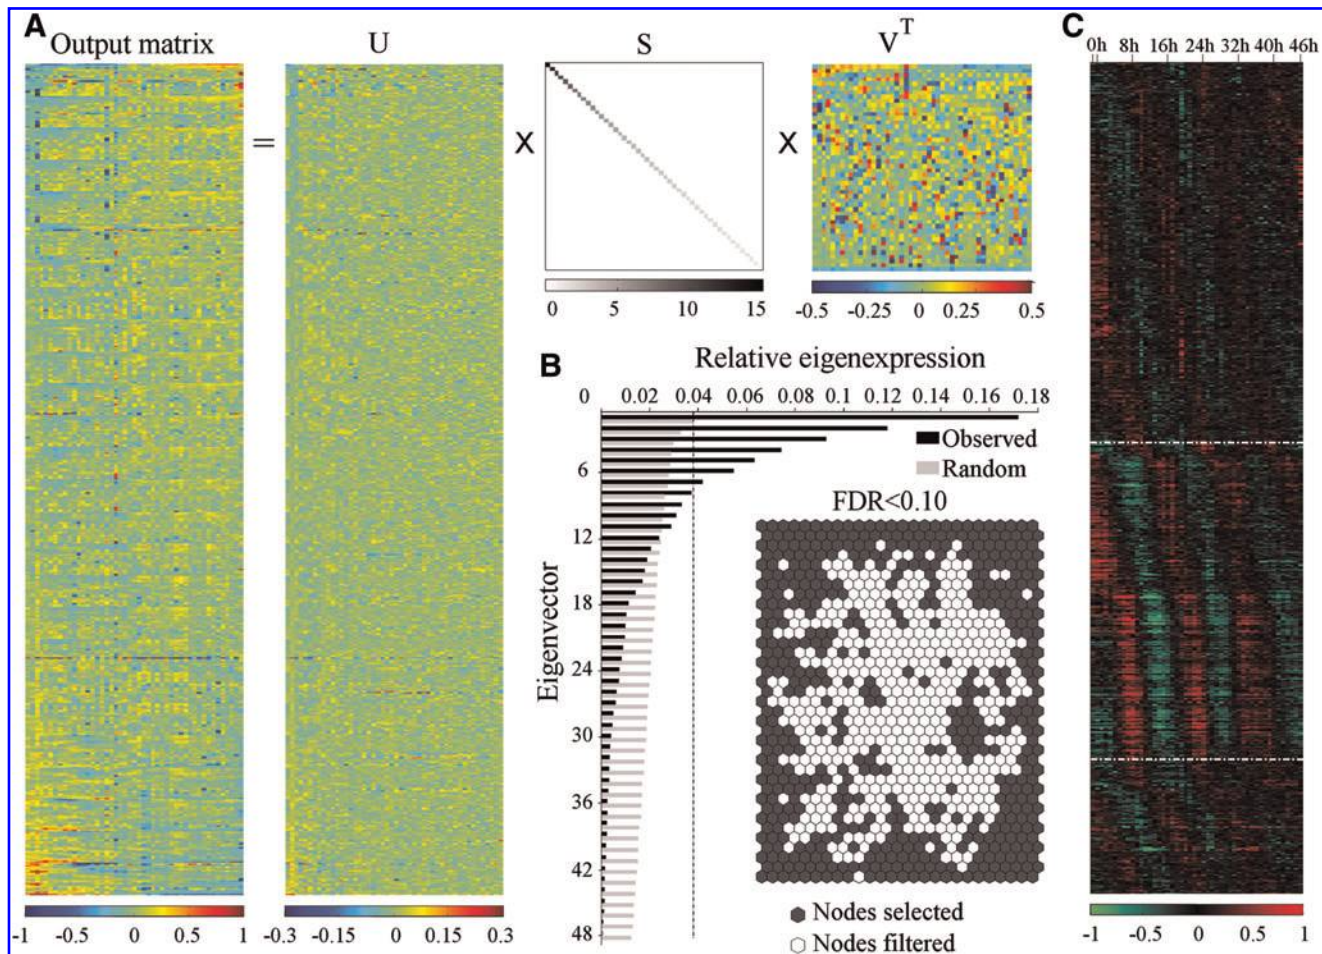 A
Output matrix
=
U
X
S
X
V^T
-1 -0.5 0 0.5 1
-0.3 -0.15 0 0.15 0.3
0 5 10 15
-0.5 -0.25 0 0.25 0.5
B
Relative eigenexpression
0 0.02 0.04 0.06 0.08 0.1 0.12 0.14 0.16 0.18
Eigenvector
6
12
18
24
30
36
42
48
Observed
Random
FDR<0.10
Nodes selected
Nodes filtered
C
0h 8h 16h 24h 32h 40h 46h
-1 -0.5 0 0.5 1